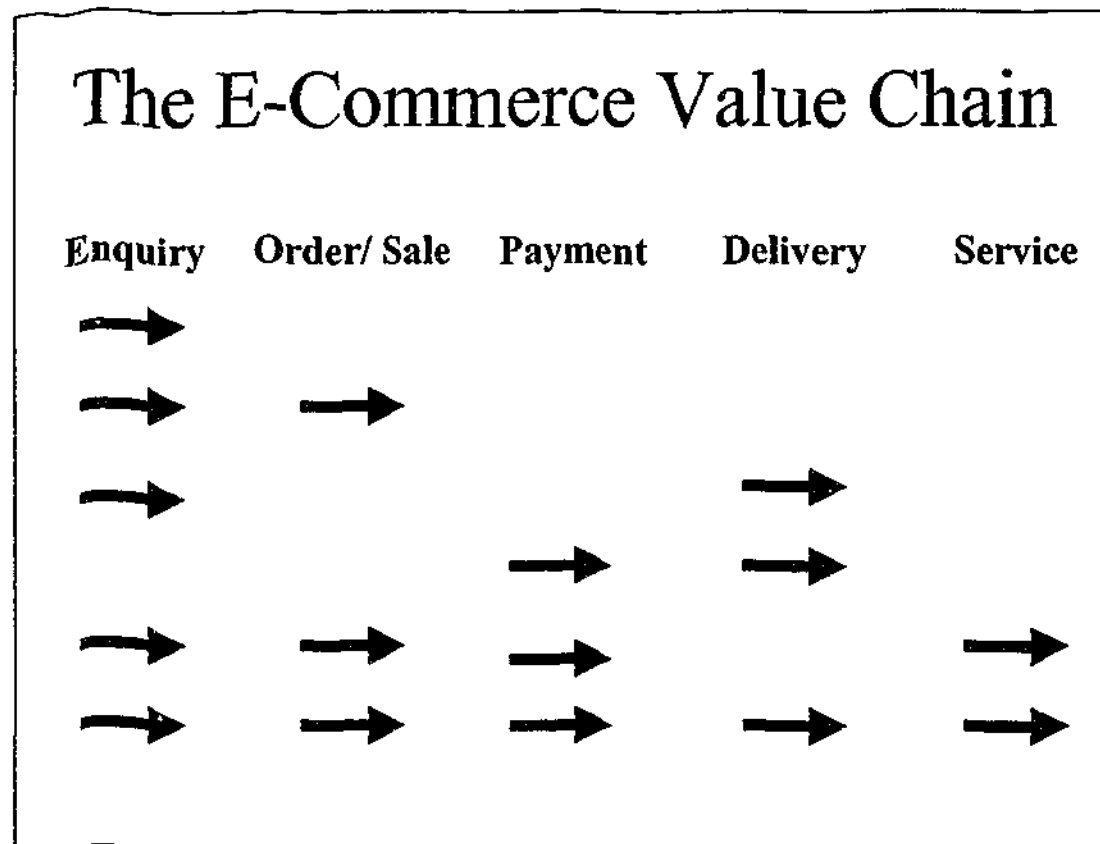 The E-Commerce Value Chain
Enquiry Order/ Sale Payment Delivery Service